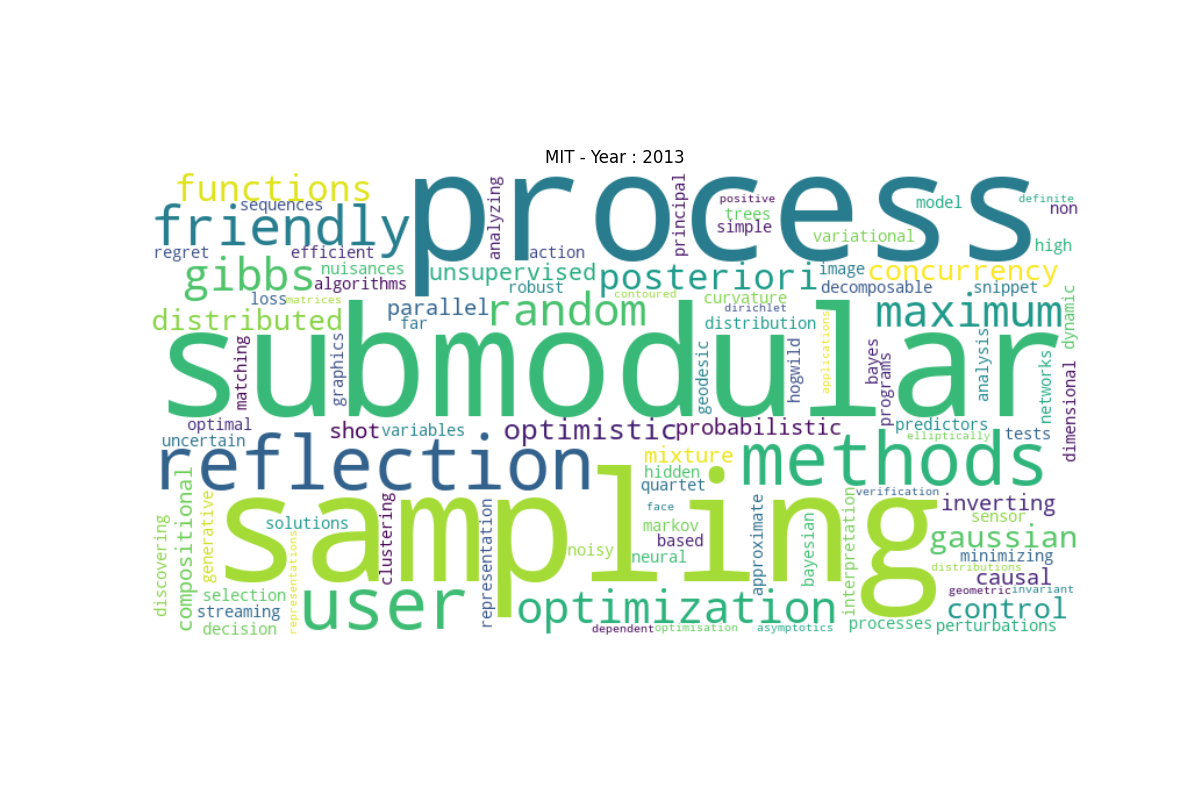 MIT - Year : 2013
functions
process
analyzing
principal
positive
definite
sequences
trees
model
non
friendly
simple
variational
regret
efficient
action
high
gibbs
nuisances
unsupervised
posteriori
image
concurrency
algorithms
robust
decomposable
snippet
loss
matrices
contoured
curvature
parallel
random
dirichlet
maximum
dynamic
distributed
far
distribution
applications
submodular
matching
graphics
geodesic
hogwild
bayes
programs
analysis
networks
dimensional
optimal
shot
variables
optimistic
probabilistic
predictors
uncertain
elliptically
tests
reflection
mixture
methods
hidden
quartet
compositional
sampling
verification
inverting
discovering
generative
solutions
representations
clustering
representation
face
approximate
bayesian
interpretation
sensor
markov
noisy
based
neural
gaussian
minimizing
distributions
causal
selection
user
optimization
geometric
invariant
streaming
control
decision
dependent
optimisation
asymptotics
processes
perturbations